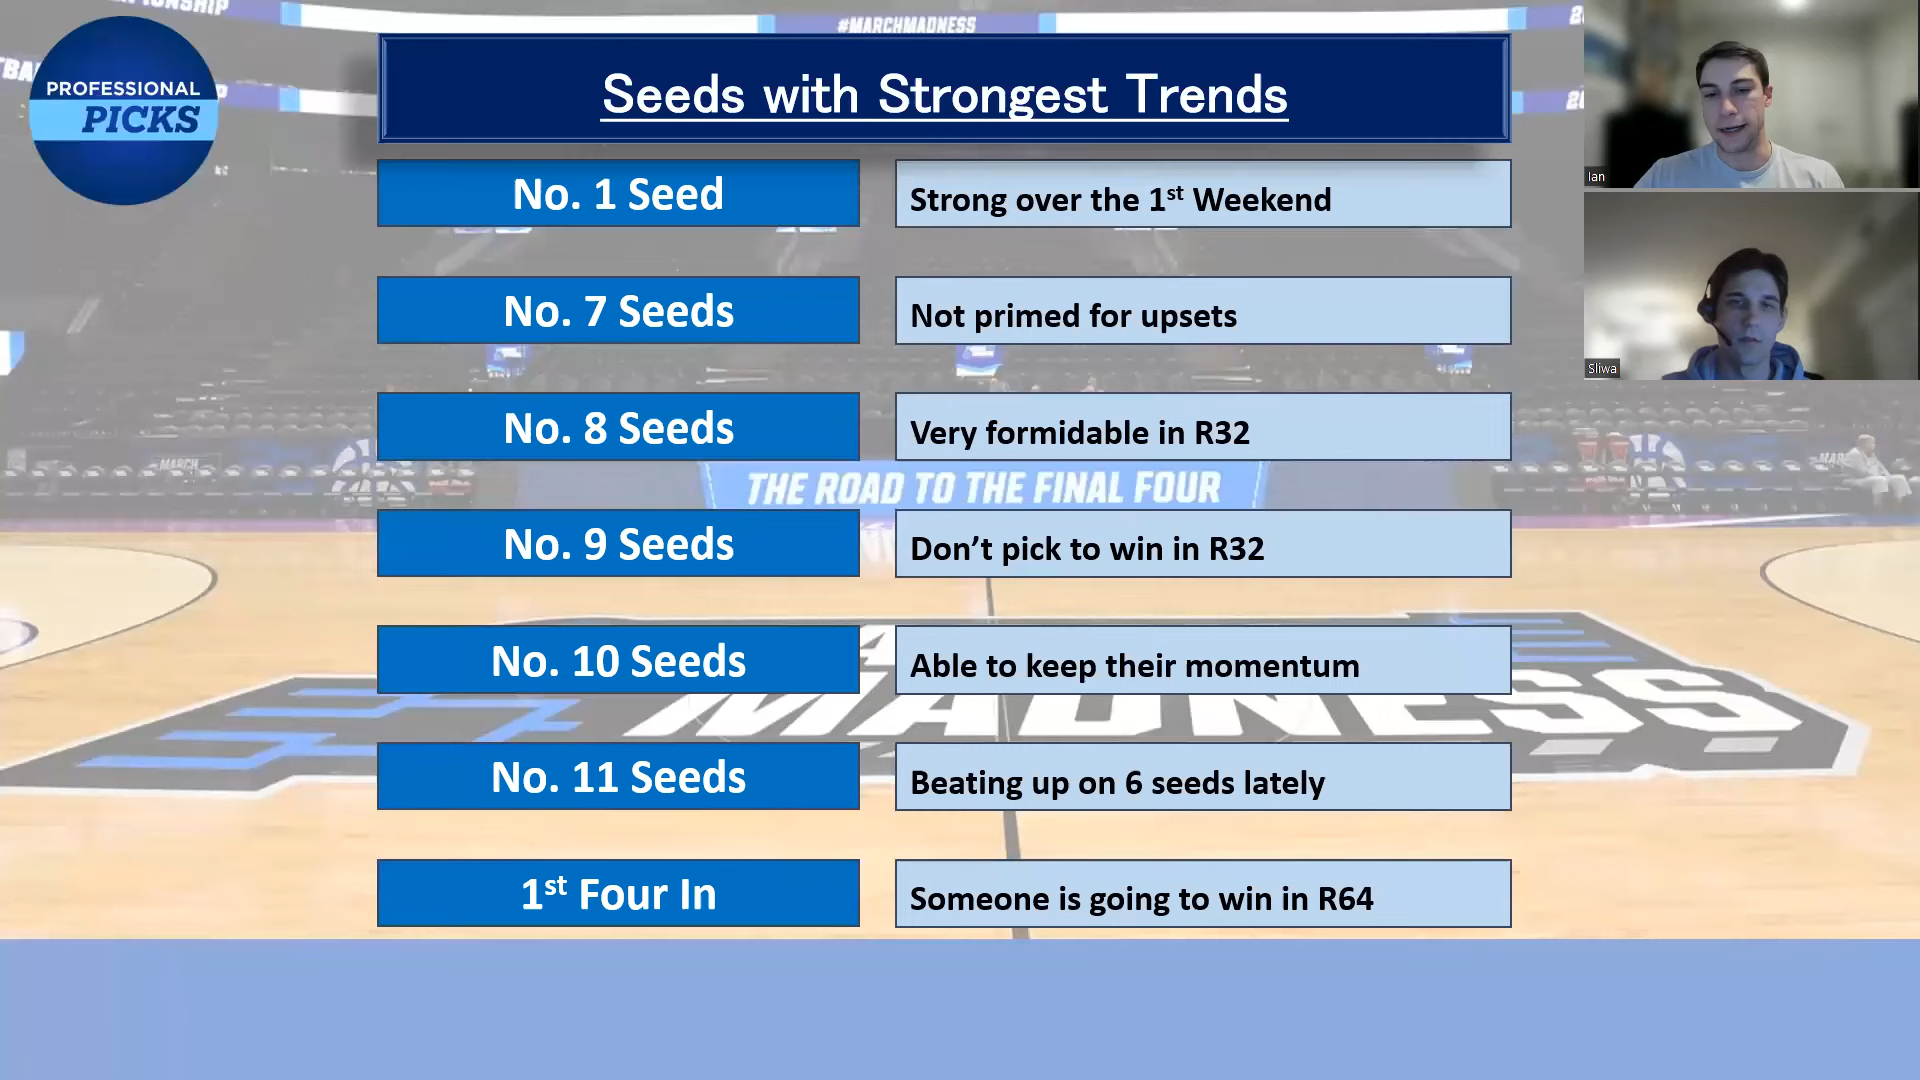 #MARCHMADNESS
PROFESSIONAL
PICKS
Seeds with Strongest Trends
No. 1 Seed
Strong over the 1st Weekend
No. 7 Seeds
Not primed for upsets
No. 8 Seeds
Very formidable in R32
THE ROAD TO THE FINAL FOUR
No. 9 Seeds
Don’t pick to win in R32
No. 10 Seeds
Able to keep their momentum
MADNESS
No. 11 Seeds
Beating up on 6 seeds lately
1st Four In
Someone is going to win in R64
Ian
Sliwa
MARCH